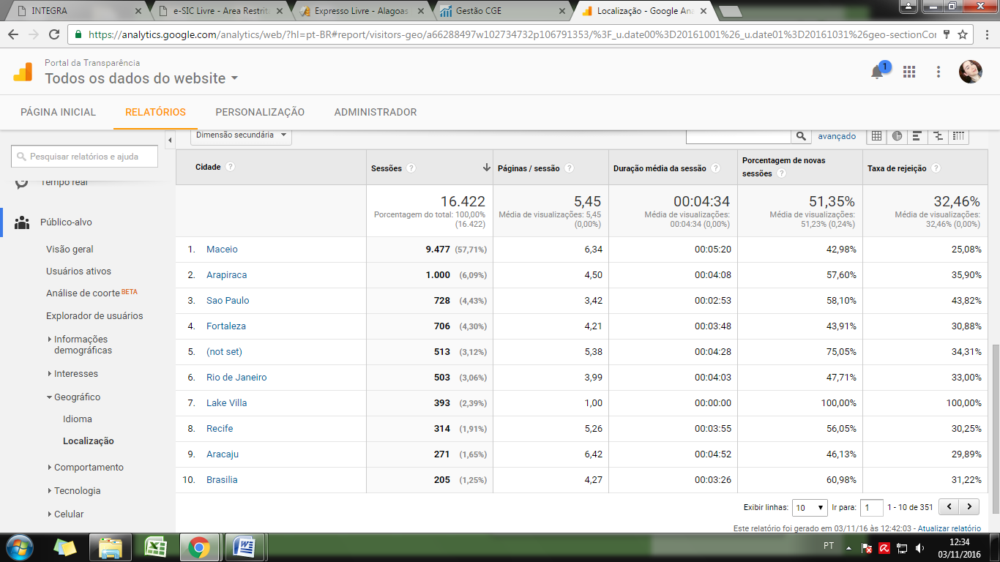 INTEGRA
e-SIC Livre - Area Restrit
Expresso Livre - Alagoas
Gestão CGE
Localização - Google Ana
https://analytics.google.com/analytics/web/?hl=pt-BR#report/visitors-geo/a66288497w102734732p106791353/%3F_u.date00%3D20161001%26_u.date01%3D20161031%26geo-sectionCor
Portal da Transparência
Todos os dados do website
1
PÁGINA INICIAL RELATÓRIOS PERSONALIZAÇÃO ADMINISTRADOR
Dimensão secundária
avançado
Pesquisar relatórios e ajuda
Tempo real
Público-alvo
Visão geral
Usuários ativos
Análise de coorte BETA
Explorador de usuários
Informações
demográficas
Interesses
Geográfico
Idioma
Localização
Comportamento
Tecnologia
Celular
Cidade ? Sessões ? Páginas / sessão ? Duração média da sessão ? Porcentagem de novas sessões ? Taxa de rejeição ?
16.422 5,45 00:04:34 51,35% 32,46%
Porcentagem do total: 100,00% Média de visualizações: 5,45 Média de visualizações: Média de visualizações: Média de visualizações:
(16.422) (0,00%) 00:04:34 (0,00%) 51,23% (0,24%) 32,46% (0,00%)
1. Maceio 9.477 (57,71%) 6,34 00:05:20 42,98% 25,08%
2. Arapiraca 1.000 (6,09%) 4,50 00:04:08 57,60% 35,90%
3. Sao Paulo 728 (4,43%) 3,42 00:02:53 58,10% 43,82%
4. Fortaleza 706 (4,30%) 4,21 00:03:48 43,91% 30,88%
5. (not set) 513 (3,12%) 5,38 00:04:28 75,05% 34,31%
6. Rio de Janeiro 503 (3,06%) 3,99 00:04:03 47,71% 33,00%
7. Lake Villa 393 (2,39%) 1,00 00:00:00 100,00% 100,00%
8. Recife 314 (1,91%) 5,26 00:03:55 56,05% 30,25%
9. Aracaju 271 (1,65%) 6,42 00:04:52 46,13% 29,89%
10. Brasilia 205 (1,25%) 4,27 00:03:26 60,98% 31,22%
Exibir linhas: 10 Ir para: 1 1 - 10 de 351
Este relatório foi gerado em 03/11/16 às 12:42:03 - Atualizar relatório
PT
12:34
03/11/2016